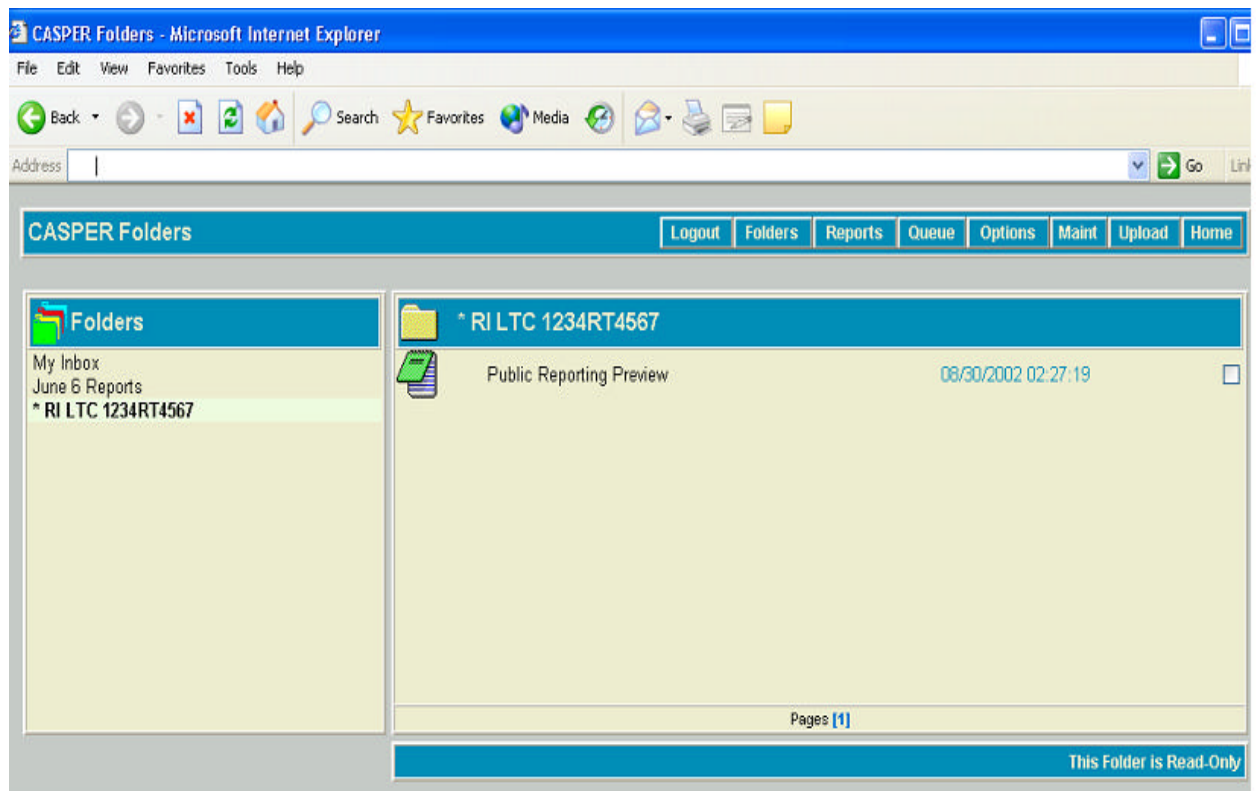 CASPER Folders - Microsoft Internet Explorer
File Edit View Favorites Tools Help
Back Search Favorites Media
Address Go
CASPER Folders Logout Folders Reports Queue Options Maint Upload Home
Folders
My Inbox
June 6 Reports
* RI LTC 1234RT4567
* RI LTC 1234RT4567
Public Reporting Preview 08/30/2002 02:27:19
Pages [1]
This Folder is Read-Only